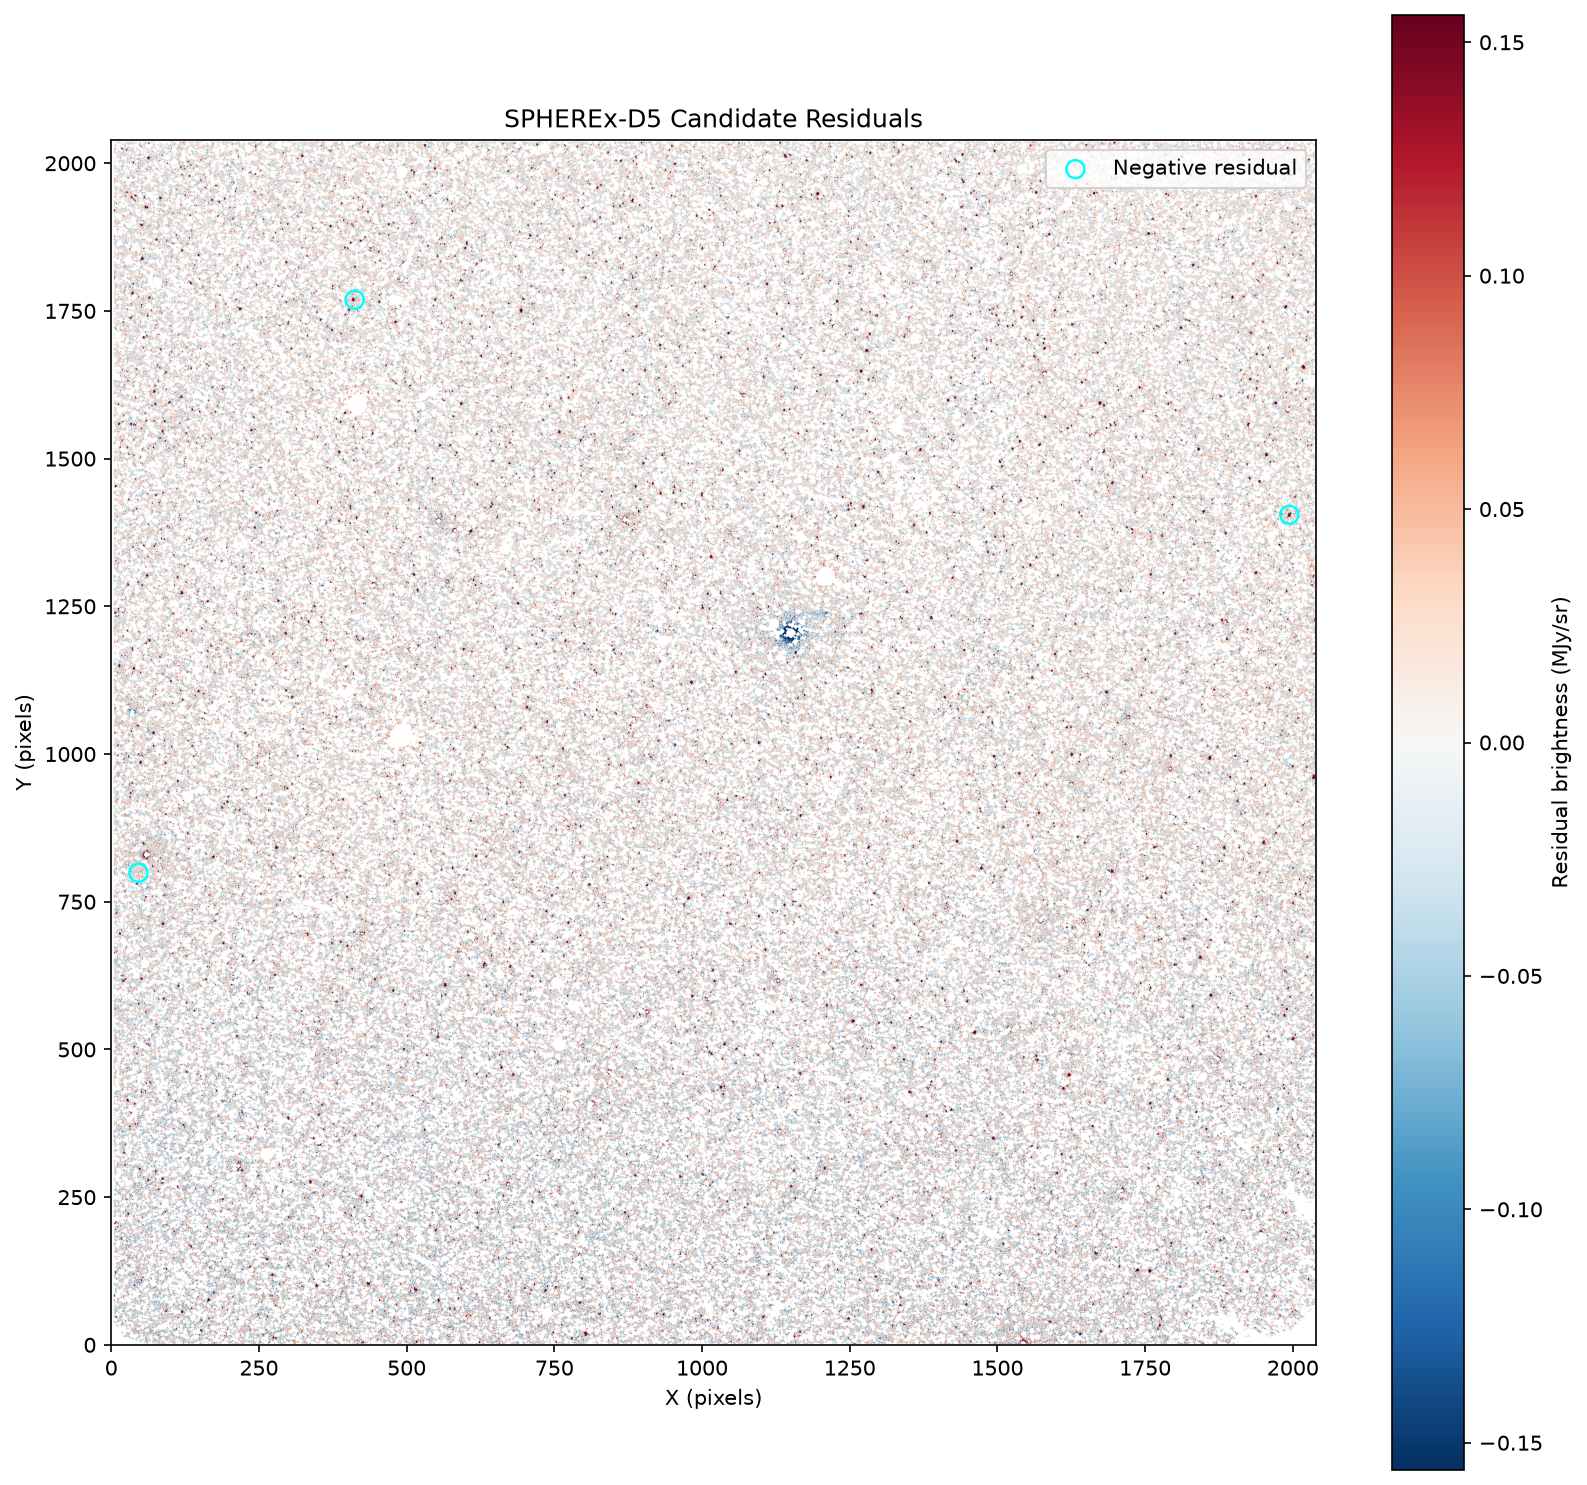 SPHEREx-D5 Candidate Residuals
Negative residual
2000
1750
1500
1250
1000
750
500
250
0
Y (pixels)
0 250 500 750 1000 1250 1500 1750 2000
X (pixels)
0.15
0.10
0.05
0.00
−0.05
−0.10
−0.15
Residual brightness (MJy/sr)